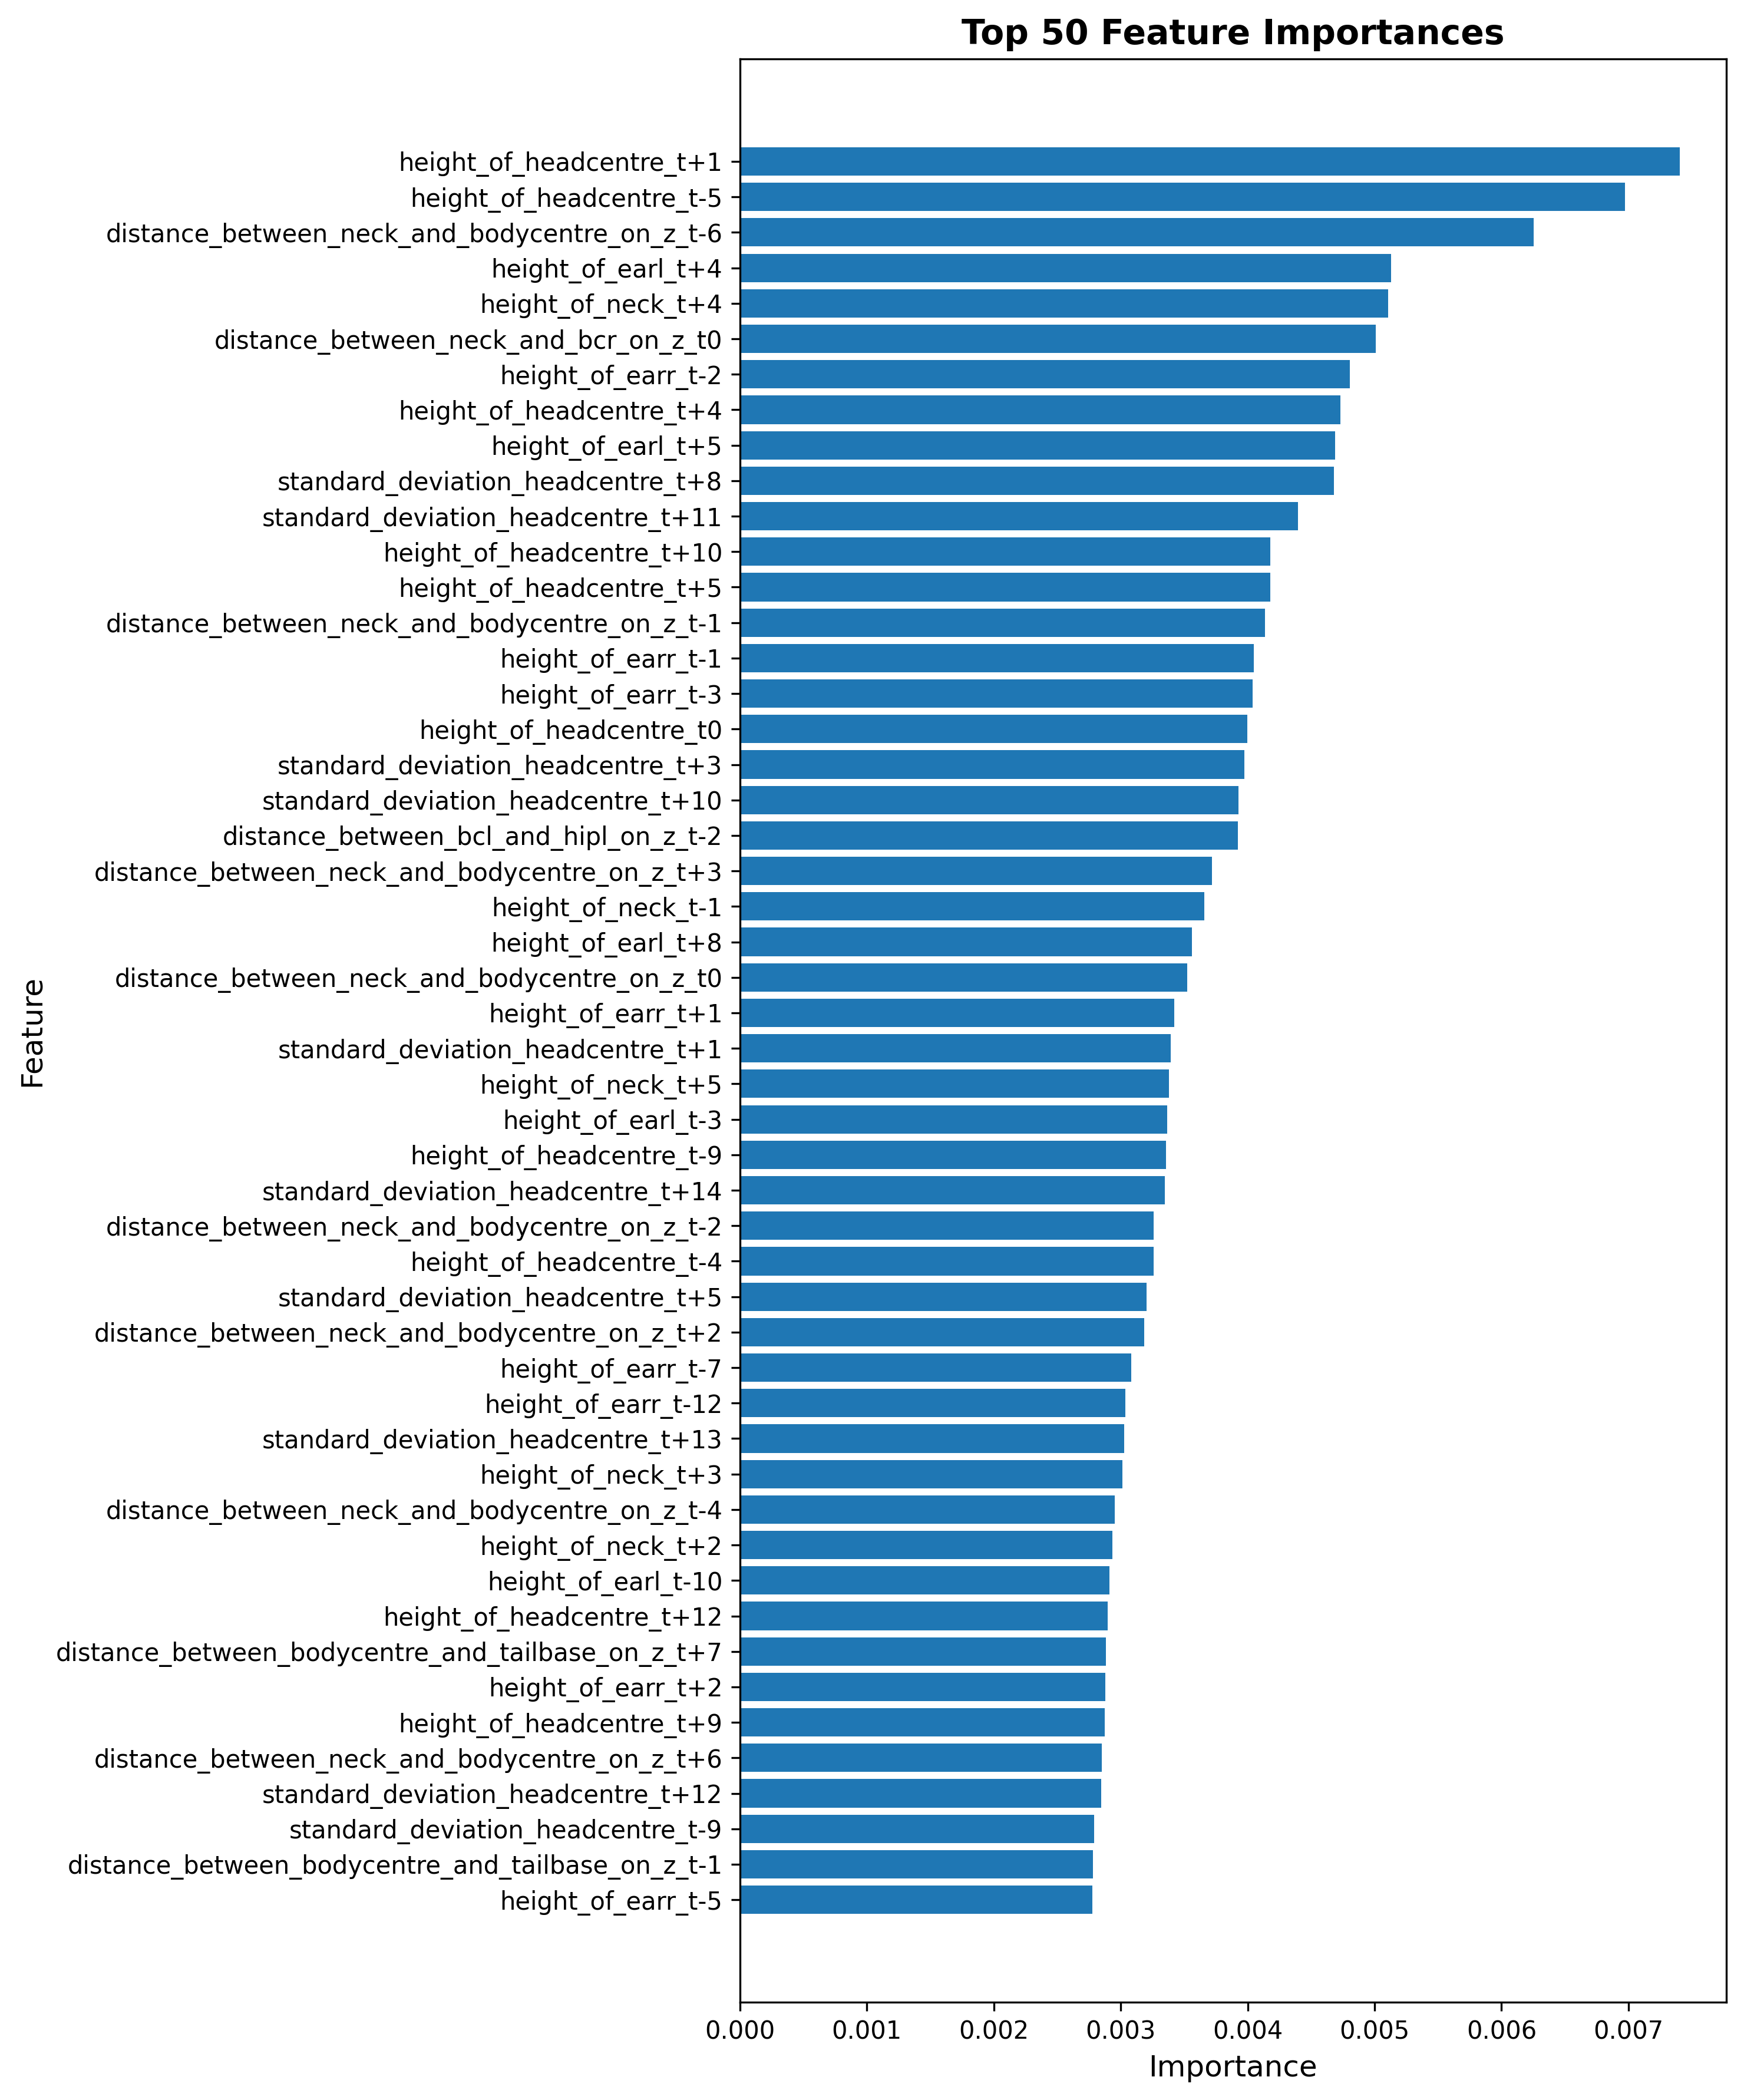 Top 50 Feature Importances
height_of_headcentre_t+1
height_of_headcentre_t-5
distance_between_neck_and_bodycentre_on_z_t-6
height_of_earl_t+4
height_of_neck_t+4
distance_between_neck_and_bcr_on_z_t0
height_of_earr_t-2
height_of_headcentre_t+4
height_of_earl_t+5
standard_deviation_headcentre_t+8
standard_deviation_headcentre_t+11
height_of_headcentre_t+10
height_of_headcentre_t+5
distance_between_neck_and_bodycentre_on_z_t-1
height_of_earr_t-1
height_of_earr_t-3
height_of_headcentre_t0
standard_deviation_headcentre_t+3
standard_deviation_headcentre_t+10
distance_between_bcl_and_hipl_on_z_t-2
distance_between_neck_and_bodycentre_on_z_t+3
height_of_neck_t-1
height_of_earl_t+8
distance_between_neck_and_bodycentre_on_z_t0
height_of_earr_t+1
standard_deviation_headcentre_t+1
height_of_neck_t+5
height_of_earl_t-3
height_of_headcentre_t-9
standard_deviation_headcentre_t+14
distance_between_neck_and_bodycentre_on_z_t-2
height_of_headcentre_t-4
standard_deviation_headcentre_t+5
distance_between_neck_and_bodycentre_on_z_t+2
height_of_earr_t-7
height_of_earr_t-12
standard_deviation_headcentre_t+13
height_of_neck_t+3
distance_between_neck_and_bodycentre_on_z_t-4
height_of_neck_t+2
height_of_earl_t-10
height_of_headcentre_t+12
distance_between_bodycentre_and_tailbase_on_z_t+7
height_of_earr_t+2
height_of_headcentre_t+9
distance_between_neck_and_bodycentre_on_z_t+6
standard_deviation_headcentre_t+12
standard_deviation_headcentre_t-9
distance_between_bodycentre_and_tailbase_on_z_t-1
height_of_earr_t-5
Feature
0.000 0.001 0.002 0.003 0.004 0.005 0.006 0.007
Importance